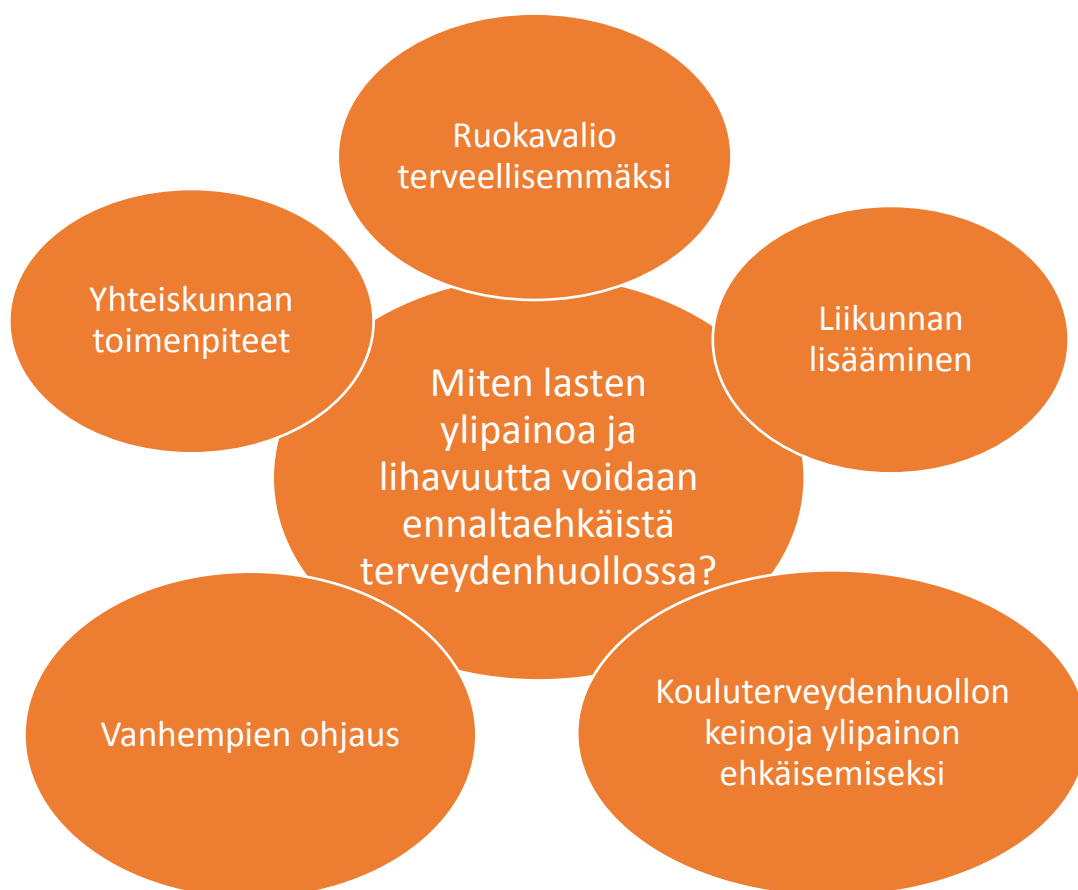 Ruokavalio
terveellisemmäksi
Yhteiskunnan
toimenpiteet
Liikunnan
lisääminen
Miten lasten
ylipainoa ja
lihavuutta voidaan
ennaltaehkäistä
terveydenhuollossa?
Vanhempien ohjaus
Kouluterveydenhuollon
keinoja ylipainon
ehkäisemiseksi